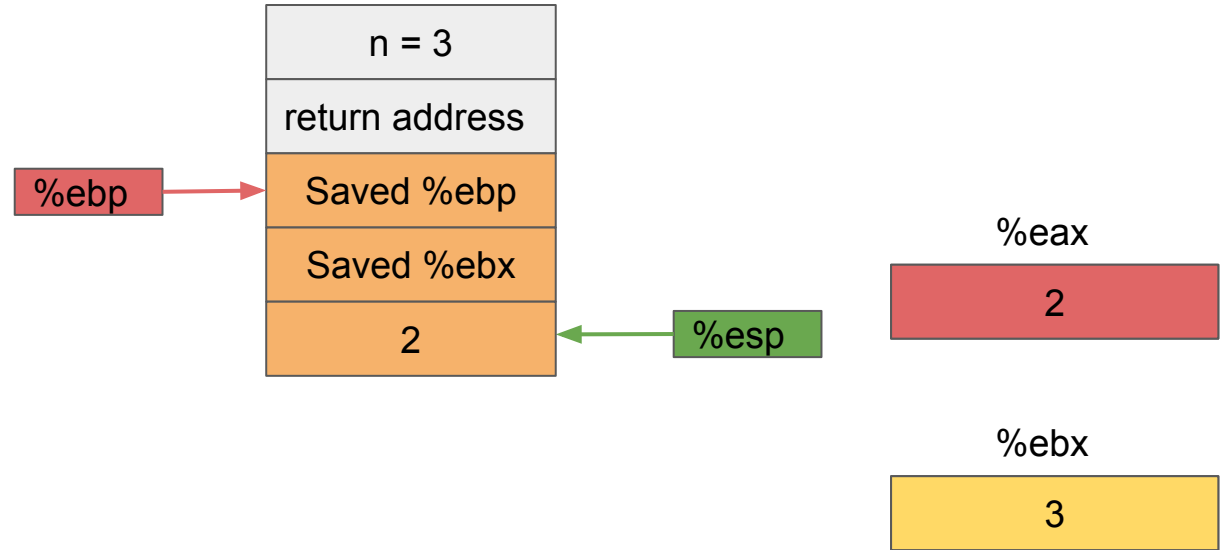 n = 3
return address
%ebp
Saved %ebp
Saved %ebx
%eax
2
2
%esp
%ebx
3